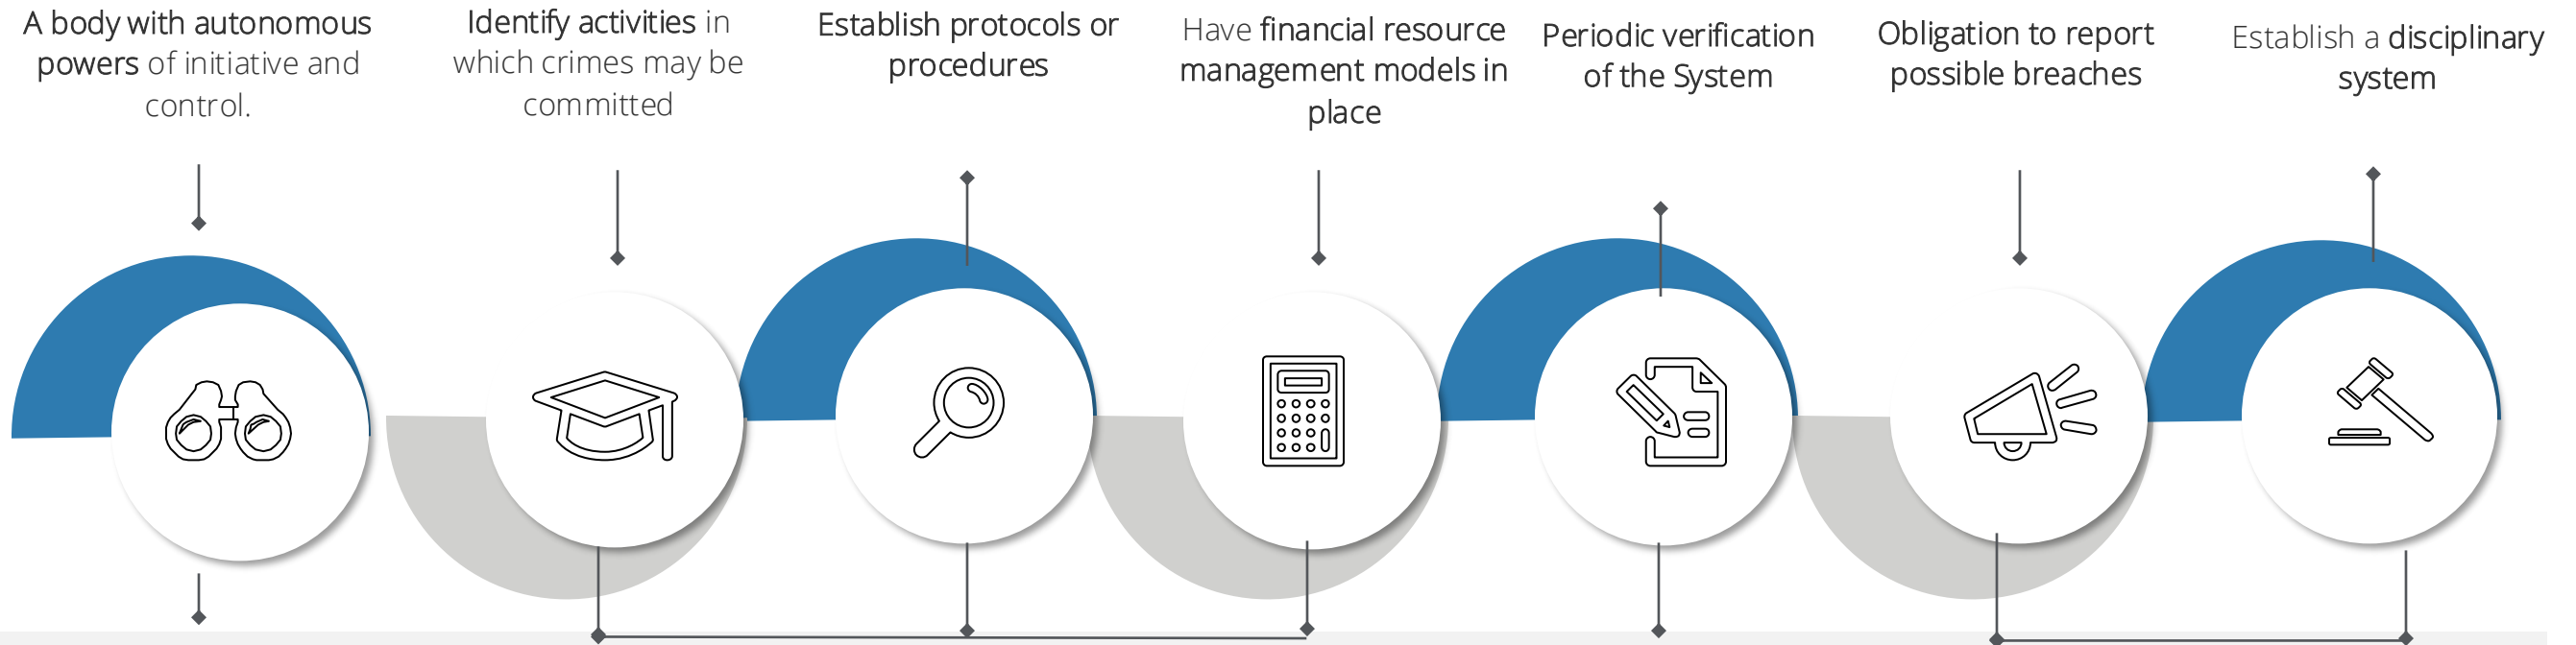 A body with autonomous
powers of initiative and
control.
Identify activities in
which crimes may be
committed
Establish protocols or
procedures
Have financial resource
management models in
place
Periodic verification
of the System
Obligation to report
possible breaches
Establish a disciplinary
system